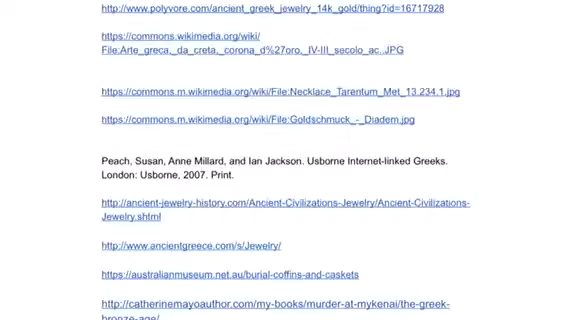 http://www.polyvore.com/ancient_greek_jewelry_14k_gold/thing?id=16717928
https://commons.wikimedia.org/wiki/
File:Arte_greca,_da_creta,_corona_d%27oro,_IV-III_secolo_ac..JPG
https://commons.m.wikimedia.org/wiki/File:Necklace_Tarentum_Met_13.234.1.jpg
https://commons.m.wikimedia.org/wiki/File:Goldschmuck_-_Diadem.jpg
Peach, Susan, Anne Millard, and Ian Jackson. Usborne Internet-linked Greeks.
London: Usborne, 2007. Print.
http://ancient-jewelry-history.com/Ancient-Civilizations-Jewelry/Ancient-Civilizations-
Jewelry.shtml
http://www.ancientgreece.com/s/Jewelry/
https://australianmuseum.net.au/burial-coffins-and-caskets
http://catherinemayoauthor.com/my-books/murder-at-mykenai/the-greek-
bronze-age/